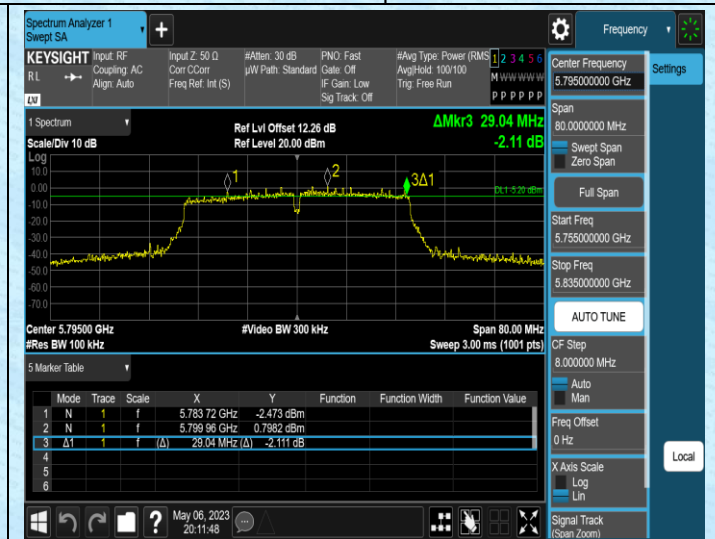 Spectrum Analyzer 1
Swept SA
+
Frequency
KEYSIGHT Input: RF Input Z: 50 Ω #Atten: 30 dB PNO: Fast #Avg Type: Power (RMS 1 2 3 4 5 6
RL Coupling: AC Corr CCorr µW Path: Standard Gate: Off Avg|Hold: 100/100 M W W W W W
Align: Auto Freq Ref: Int (S) IF Gain: Low Trig: Free Run
LXI Sig Track: Off P P P P P P
1 Spectrum
Ref Lvl Offset 12.26 dB
ΔMkr3 29.04 MHz
Scale/Div 10 dB
Ref Level 20.00 dBm
-2.11 dB
Log
10.0
0.00
-10.0
-20.0
-30.0
-40.0
-50.0
-60.0
-70.0
1
2
3Δ1
DL1 -5.20 dBm
Center 5.79500 GHz #Video BW 300 kHz Span 80.00 MHz
#Res BW 100 kHz Sweep 3.00 ms (1001 pts)
5 Marker Table
Mode Trace Scale X Y Function Function Width Function Value
1 N 1 f 5.783 72 GHz -2.473 dBm
2 N 1 f 5.799 96 GHz 0.7982 dBm
3 Δ1 1 f (Δ) 29.04 MHz (Δ) -2.111 dB
4
5
6
May 06, 2023
20:11:48
Center Frequency
5.795000000 GHz
Span
80.0000000 MHz
Swept Span
Zero Span
Full Span
Start Freq
5.755000000 GHz
Stop Freq
5.835000000 GHz
AUTO TUNE
CF Step
8.000000 MHz
Auto
Man
Freq Offset
0 Hz
X Axis Scale
Log
Lin
Signal Track
(Span Zoom)
Settings
Local